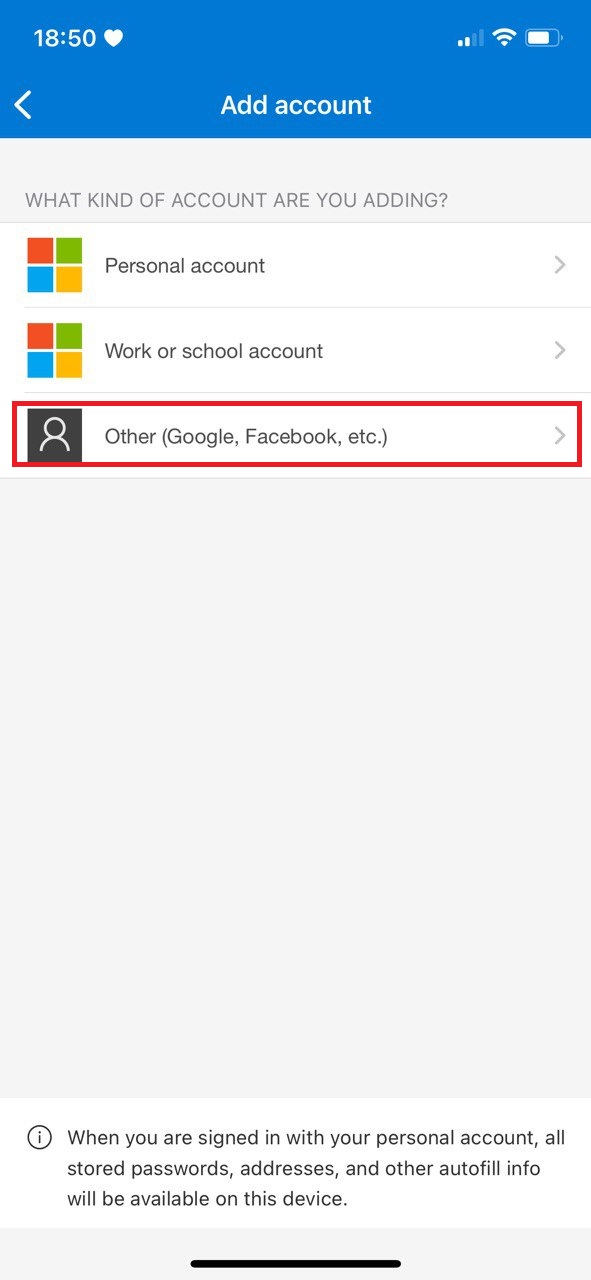 18:50
Add account
WHAT KIND OF ACCOUNT ARE YOU ADDING?
Personal account
Work or school account
Other (Google, Facebook, etc.)
When you are signed in with your personal account, all
stored passwords, addresses, and other autofill info
will be available on this device.